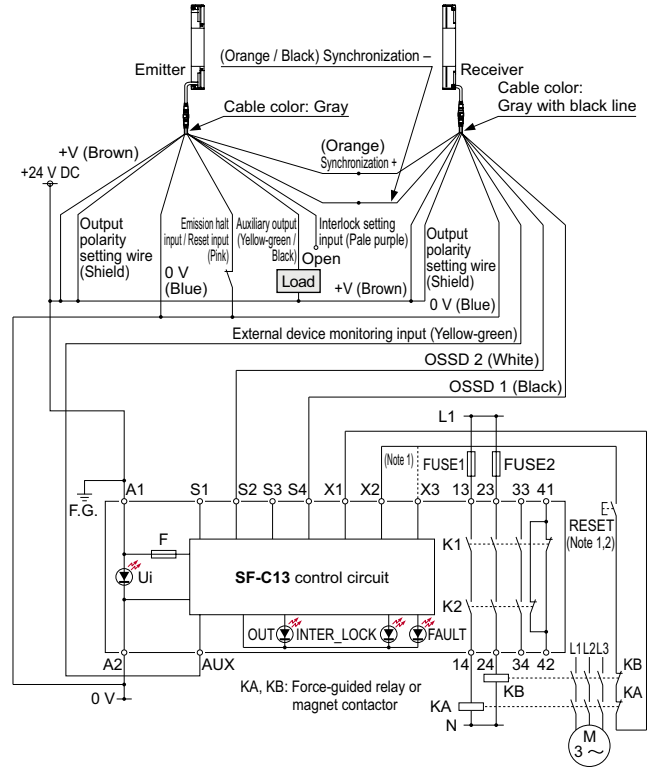 (Orange / Black) Synchronization –
Emitter
Receiver
Cable color: Gray
Cable color:
Gray with black line
+V (Brown)
(Orange)
Synchronization +
+24 V DC
Output
polarity
setting wire
(Shield)
0 V
(Blue)
Emission halt
input / Reset input
(Pink)
Auxiliary output
(Yellow-green /
Black)
Interlock setting
input (Pale purple)
Open
Load
Output
polarity
setting wire
(Shield)
+V (Brown)
0 V (Blue)
External device monitoring input (Yellow-green)
OSSD 2 (White)
OSSD 1 (Black)
L1
(Note 1)
FUSE1
FUSE2
F.G.
A1
S1
S2
S3
S4
X1
X2
X3
13
23
33
41
RESET
(Note 1,2)
F
Ui
SF-C13 control circuit
K1
K2
OUT
INTER_LOCK
FAULT
A2
AUX
14
24
34
42
L1L2L3
KB
KA
0 V
KA, KB: Force-guided relay or
magnet contactor
KB
KA
N
M
3 ~